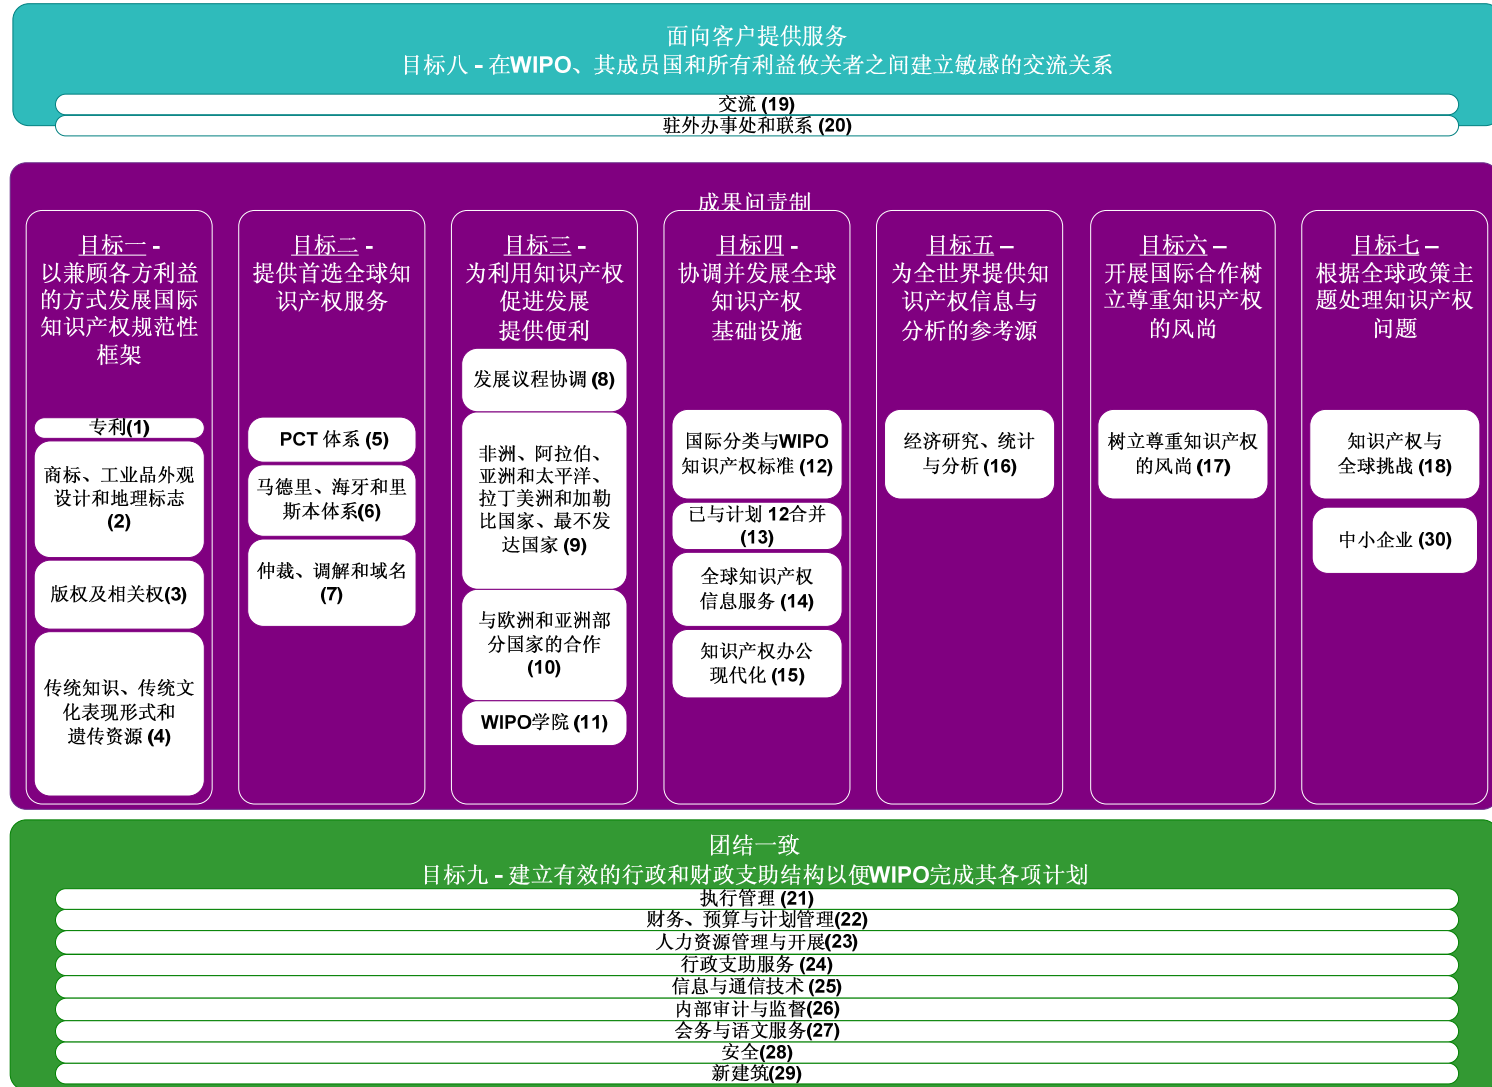 面向客户提供服务
目标八 - 在WIPO、其成员国和所有利益攸关者之间建立敏感的交流关系
交流 (19)
驻外办事处和联系 (20)
成果问责制
目标一 -
以兼顾各方利益
的方式发展国际
知识产权规范性
框架
专利(1)
商标、工业品外观
设计和地理标志
(2)
版权及相关权(3)
传统知识、传统文
化表现形式和
遗传资源 (4)
目标二 -
提供首选全球知
识产权服务
PCT 体系 (5)
马德里、海牙和里
斯本体系(6)
仲裁、调解和域名
(7)
目标三 -
为利用知识产权
促进发展
提供便利
发展议程协调 (8)
非洲、阿拉伯、
亚洲和太平洋、
拉丁美洲和加勒
比国家、最不发
达国家 (9)
与欧洲和亚洲部
分国家的合作
(10)
WIPO学院 (11)
目标四 -
协调并发展全球
知识产权
基础设施
国际分类与WIPO
知识产权标准 (12)
已与计划 12合并
(13)
全球知识产权
信息服务 (14)
知识产权办公
现代化 (15)
目标五 –
为全世界提供知
识产权信息与
分析的参考源
经济研究、统计
与分析 (16)
目标六 –
开展国际合作树
立尊重知识产权
的风尚
树立尊重知识产权
的风尚 (17)
目标七 –
根据全球政策主
题处理知识产权
问题
知识产权与
全球挑战 (18)
中小企业 (30)
团结一致
目标九 - 建立有效的行政和财政支助结构以便WIPO完成其各项计划
执行管理 (21)
财务、预算与计划管理(22)
人力资源管理与开展(23)
行政支助服务 (24)
信息与通信技术 (25)
内部审计与监督(26)
会务与语文服务(27)
安全(28)
新建筑(29)